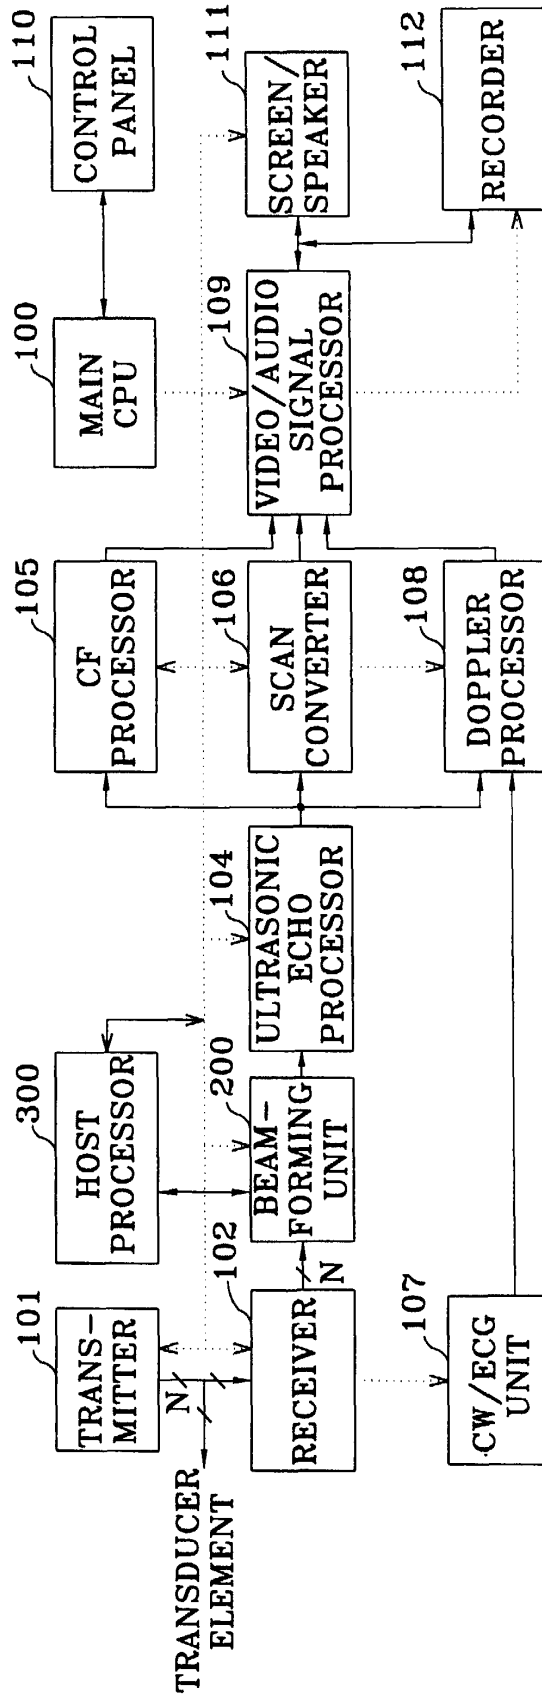 101
TRANS-
MITTER
300
HOST
PROCESSOR
105
CF
PROCESSOR
100
MAIN
CPU
110
CONTROL
PANEL
TRANSDUCER
ELEMENT
N
102
RECEIVER
N
200
BEAM-
FORMING
UNIT
104
ULTRASONIC
ECHO
PROCESSOR
106
SCAN
CONVERTER
109
VIDEO/AUDIO
SIGNAL
PROCESSOR
111
SCREEN/
SPEAKER
107
CW/ECG
UNIT
108
DOPPLER
PROCESSOR
112
RECORDER